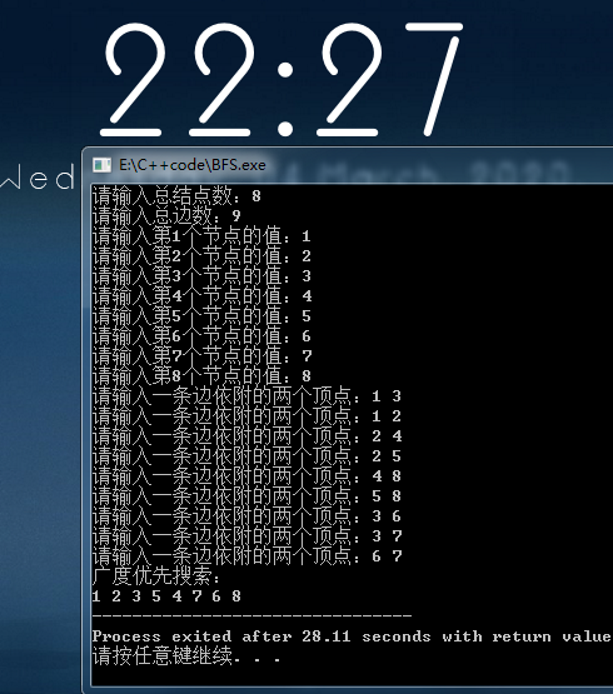 22:27
Wed
March, 2020
E:\C++code\BFS.exe
请输入总结点数：8
请输入总边数：9
请输入第1个节点的值：1
请输入第2个节点的值：2
请输入第3个节点的值：3
请输入第4个节点的值：4
请输入第5个节点的值：5
请输入第6个节点的值：6
请输入第7个节点的值：7
请输入第8个节点的值：8
请输入一条边依附的两个顶点：1 3
请输入一条边依附的两个顶点：1 2
请输入一条边依附的两个顶点：2 4
请输入一条边依附的两个顶点：2 5
请输入一条边依附的两个顶点：4 8
请输入一条边依附的两个顶点：5 8
请输入一条边依附的两个顶点：3 6
请输入一条边依附的两个顶点：3 7
请输入一条边依附的两个顶点：6 7
广度优先搜索：
1 2 3 5 4 7 6 8
--------------------------------
Process exited after 28.11 seconds with return value
请按任意键继续. . .